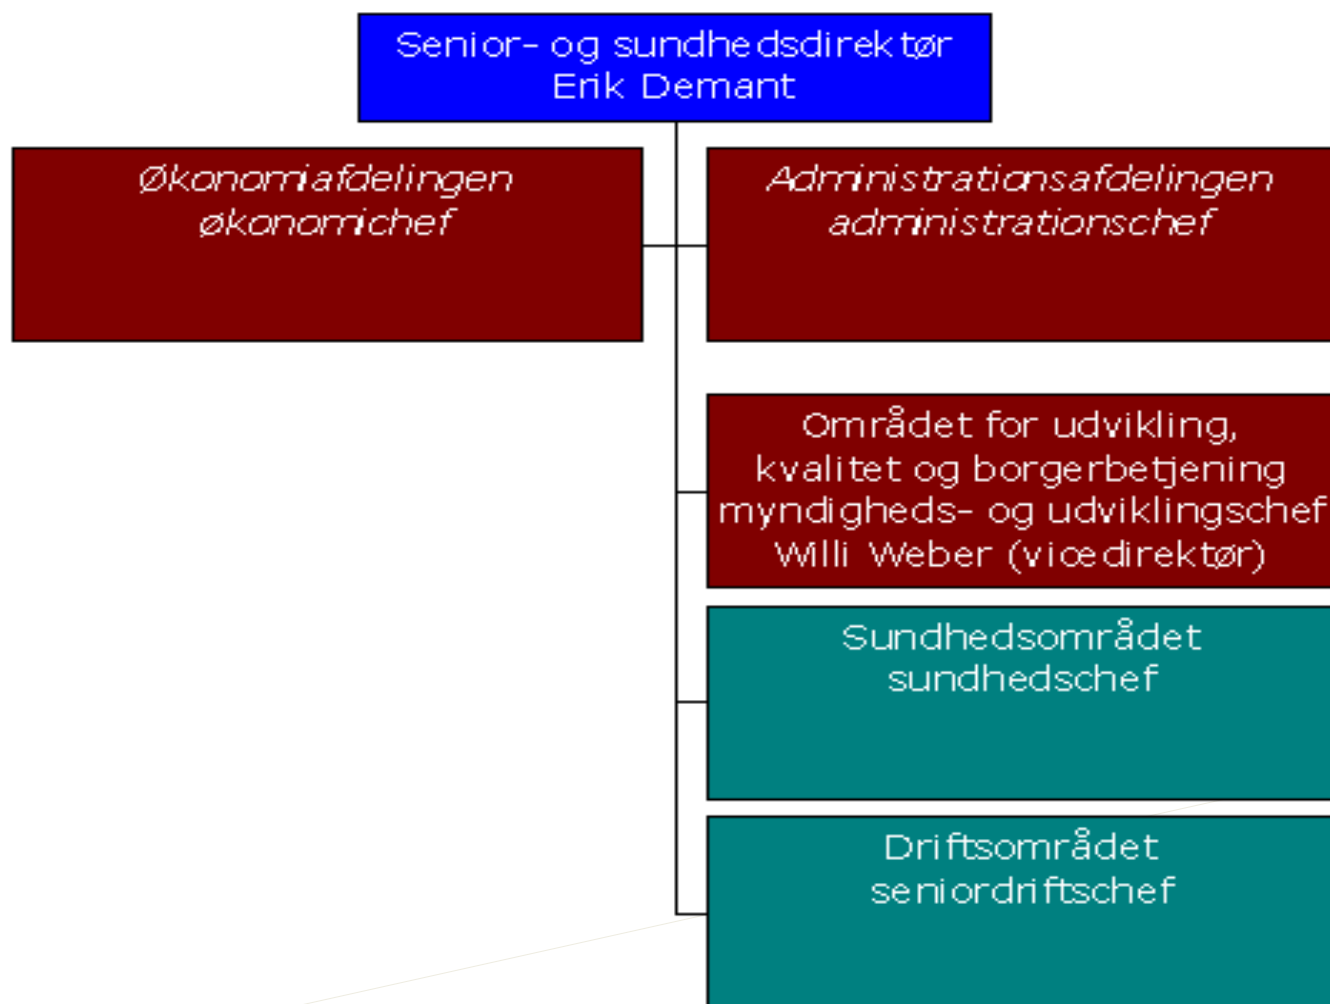 Senior- og sundhedsdirektør
Erik Demant
Økonomiafdelingen
økonomichef
Administrationsafdelingen
administrationschef
Området for udvikling,
kvalitet og borgerbetjening
myndigheds- og udviklingschef
Willi Weber (vicedirektør)
Sundhedsområdet
sundhedschef
Driftsområdet
seniordriftschef